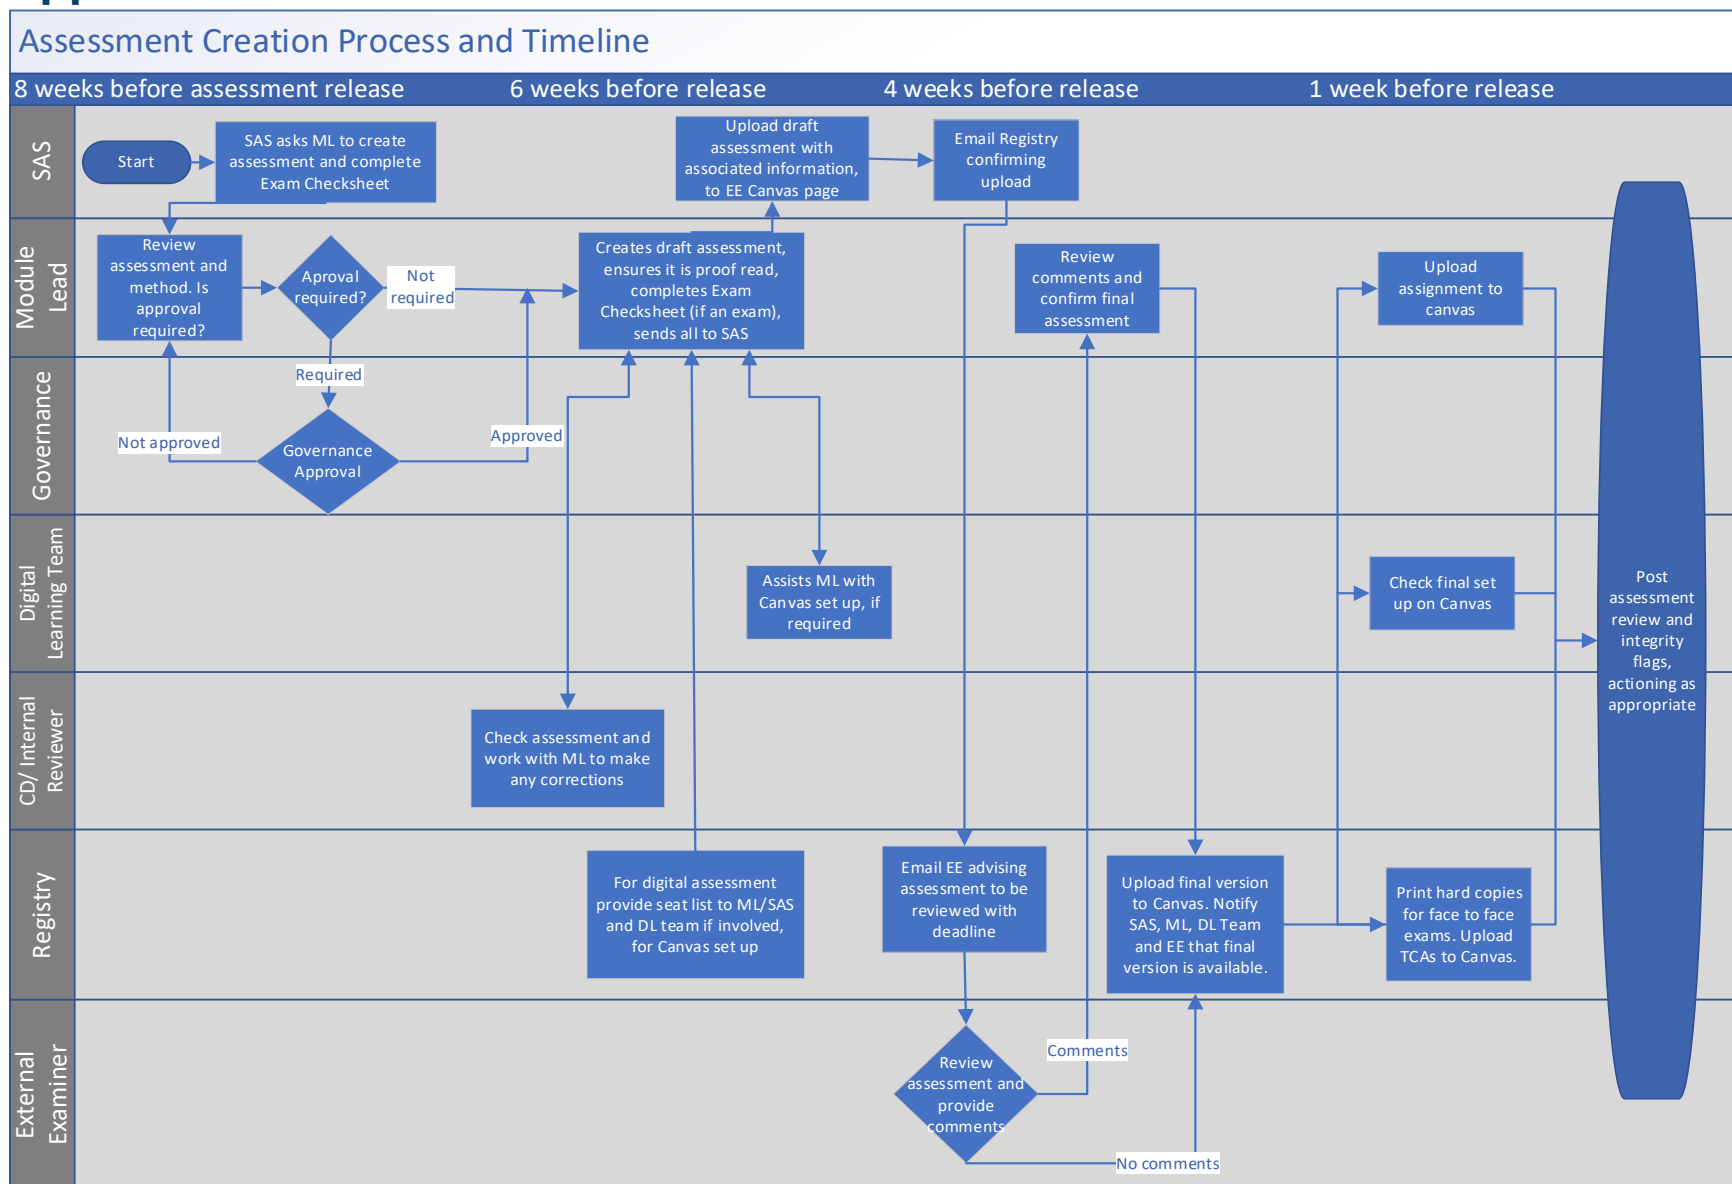 Assessment Creation Process and Timeline
8 weeks before assessment release
6 weeks before release
4 weeks before release
1 week before release
SAS
Start
SAS asks ML to create
assessment and complete
Exam Checksheet
Upload draft
assessment with
associated information,
to EE Canvas page
Email Registry
confirming
upload
Module
Lead
Review
assessment and
method. Is
approval
required?
Aproval
required?
Not
required
Creates draft assessment,
ensures it is proof read,
completes Exam
Checksheet (if an exam),
sends all to SAS
Review
comments and
confirm final
assessment
Upload
assignment to
canvas
Governance
Required
Not approved
Governance
Approval
Approved
Digital
Learning Team
Assists ML with
Canvas set up, if
required
Check final set
up on Canvas
Post
assessment
review and
integrity
flags,
actioning as
appropriate
CD/ Internal
Reviewer
Check assessment and
work with ML to make
any corrections
Registry
For digital assessment
provide seat list to ML/SAS
and DL team if involved,
for Canvas set up
Email EE advising
assessment to be
reviewed with
deadline
Upload final version
to Canvas. Notify
SAS, ML, DL Team
and EE that final
version is available.
Print hard copies
for face to face
exams. Upload
TCAs to Canvas.
External
Examiner
Review
assessment and
provide
comments
Comments
No comments